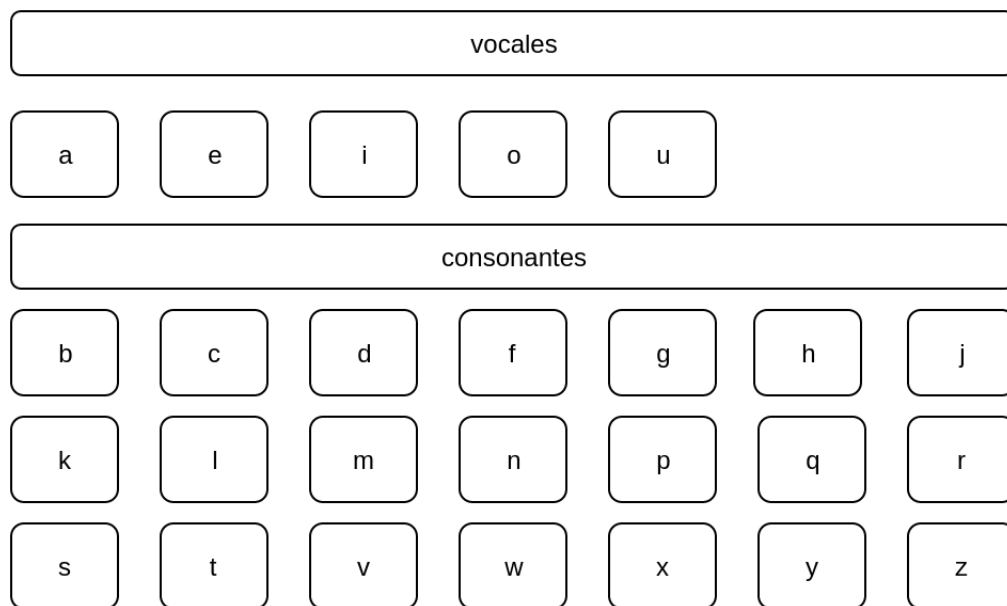 vocales
a e i o u
consonantes
b c d f g h j
k l m n p q r
s t v w x y z